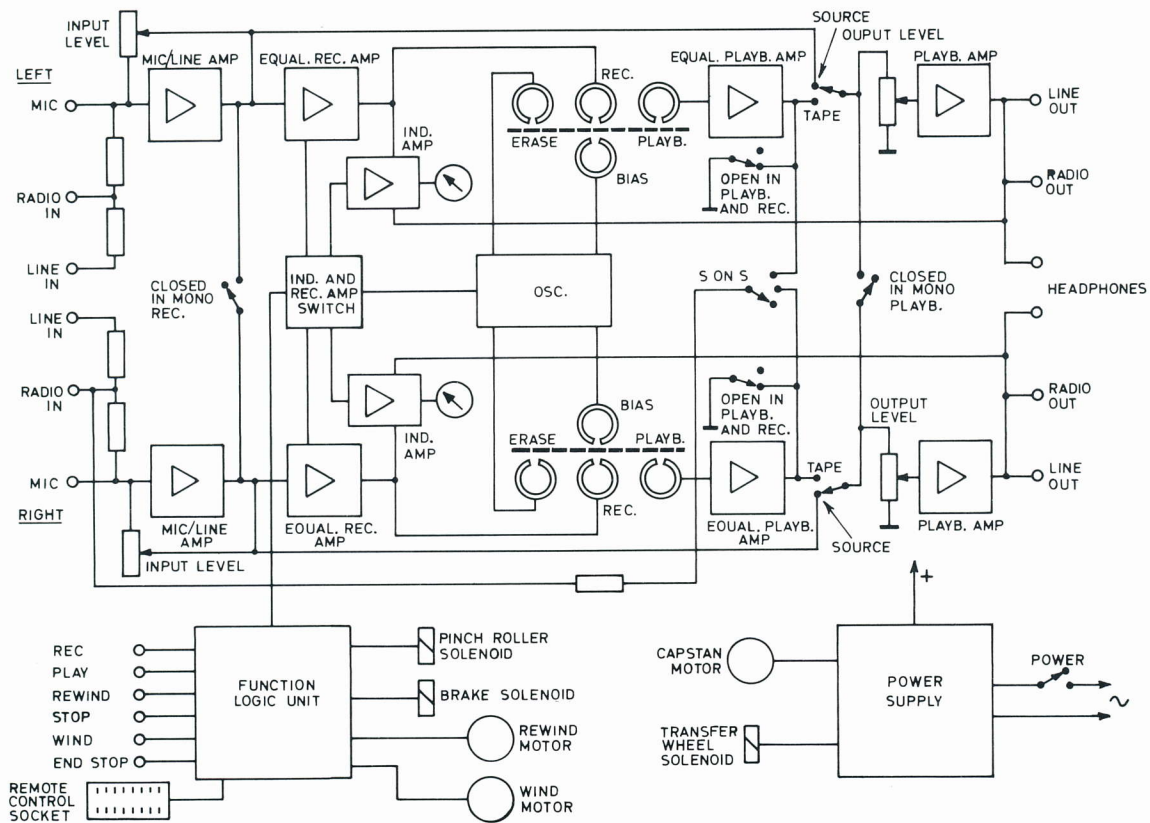 INPUT
LEVEL
LEFT
MIC
MIC/LINE AMP
EQUAL. REC. AMP
REC.
ERASE
PLAYB.
BIAS
IND.
AMP
EQUAL. PLAYB. AMP
SOURCE
OUPUT LEVEL
PLAYB. AMP
TAPE
LINE
OUT
RADIO
OUT
OPEN IN
PLAYB.
AND REC.
RADIO
IN
LINE
IN
CLOSED
IN MONO
REC.
IND. AND
REC. AMP
SWITCH
OSC.
S ON S
CLOSED
IN MONO
PLAYB.
HEADPHONES
LINE
IN
RADIO
IN
MIC
RIGHT
MIC/LINE
AMP
INPUT LEVEL
EQUAL. REC.
AMP
IND.
AMP
BIAS
ERASE
PLAYB.
REC.
OPEN IN
PLAYB.
AND REC.
EQUAL. PLAYB.
AMP
TAPE
SOURCE
OUTPUT
LEVEL
PLAYB. AMP
RADIO
OUT
LINE
OUT
REC
PLAY
REWIND
STOP
WIND
END STOP
REMOTE
CONTROL
SOCKET
FUNCTION
LOGIC UNIT
PINCH ROLLER
SOLENOID
BRAKE SOLENOID
REWIND
MOTOR
WIND
MOTOR
CAPSTAN
MOTOR
TRANSFER
WHEEL
SOLENOID
+
POWER
SUPPLY
POWER
~